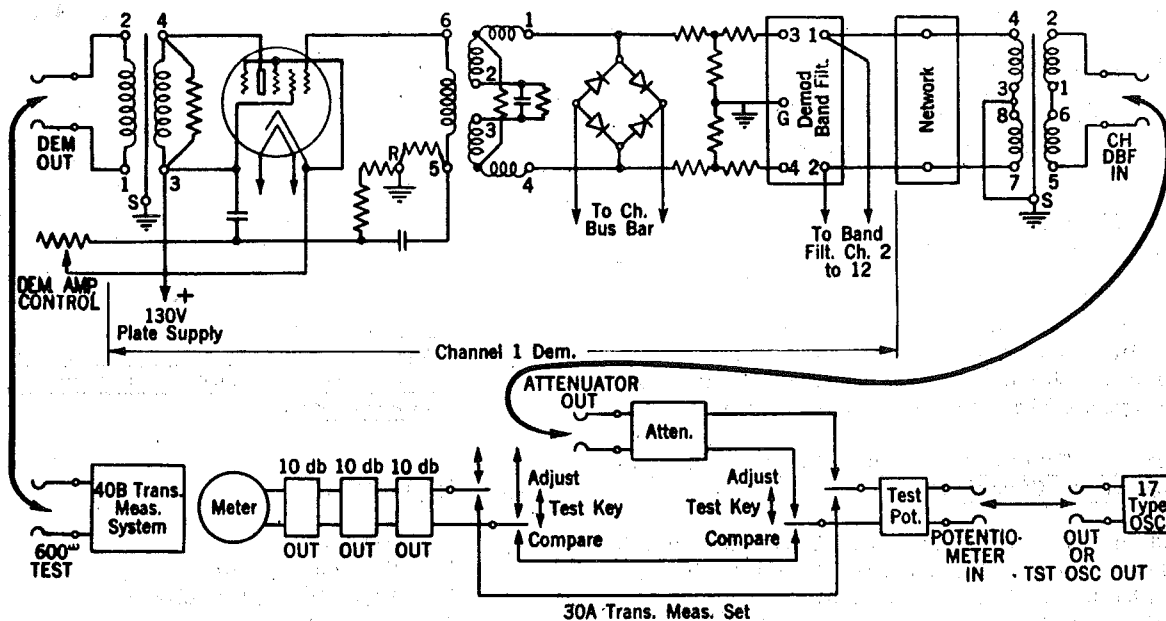 2
4
6
1
2
3
4
5
R
1
S
3
DEM
OUT
DEM. AMP.
CONTROL
+
130V
Plate Supply
To Ch.
Bus Bar
3 1
G
4 2
Demod
Band Filt.
To Band
Filt. Ch. 2
to 12
Network
4 2
3 1
8 6
7 5
S
CH
DBF
IN
Channel 1 Dem.
ATTENUATOR
OUT
Atten.
40B Trans.
Meas.
System
600ω
TEST
Meter
10 db 10 db 10 db
OUT OUT OUT
Adjust
Test Key
Compare
Adjust
Test Key
Compare
Test
Pot.
POTENTIO-
METER
IN
OUT
OR
TST OSC OUT
17
Type
OSC
30A Trans. Meas. Set